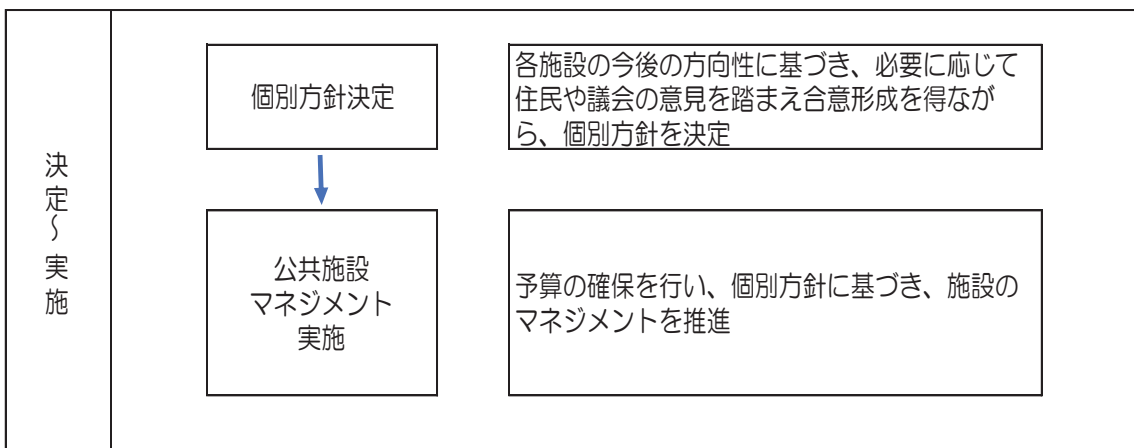 決定～実施
個別方針決定
各施設の今後の方向性に基づき、必要に応じて
住民や議会の意見を踏まえ合意形成を得なが
ら、個別方針を決定
公共施設
マネジメント
実施
予算の確保を行い、個別方針に基づき、施設の
マネジメントを推進